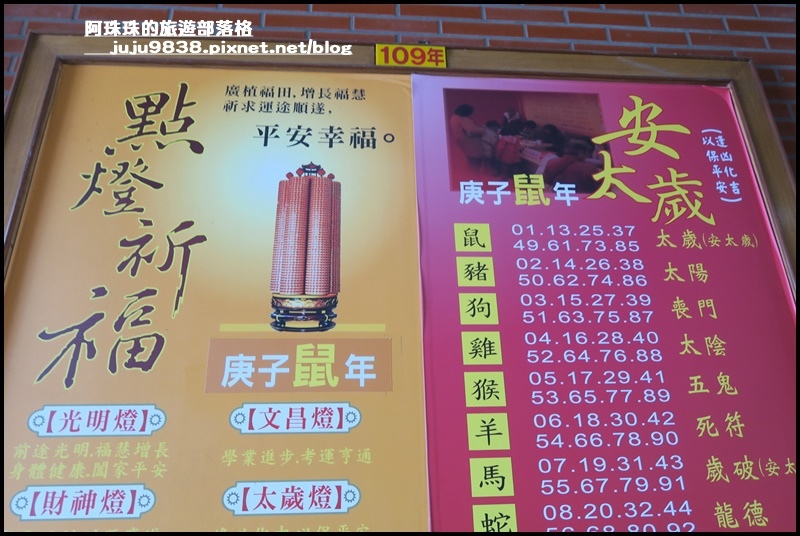 阿珠珠的旅遊部落格
juju9838.pixnet.net/blog
109年
點燈祈福
廣植福田,增長福慧
祈求運途順遂,
平安幸福。
庚子鼠年
【光明燈】
前途光明,福慧增長
身體健康,闔家平安
【文昌燈】
學業進步,考運亨通
【財神燈】
【太歲燈】
安太歲
(逢凶化吉
以保平安)
庚子鼠年
鼠 01.13.25.37 太歲(安太歲)
49.61.73.85
豬 02.14.26.38 太陽
50.62.74.86
狗 03.15.27.39 喪門
51.63.75.87
雞 04.16.28.40 太陰
52.64.76.88
猴 05.17.29.41 五鬼
53.65.77.89
羊 06.18.30.42 死符
54.66.78.90
馬 07.19.31.43 歲破(安太
55.67.79.91
蛇 08.20.32.44 龍德
56.68.80.92